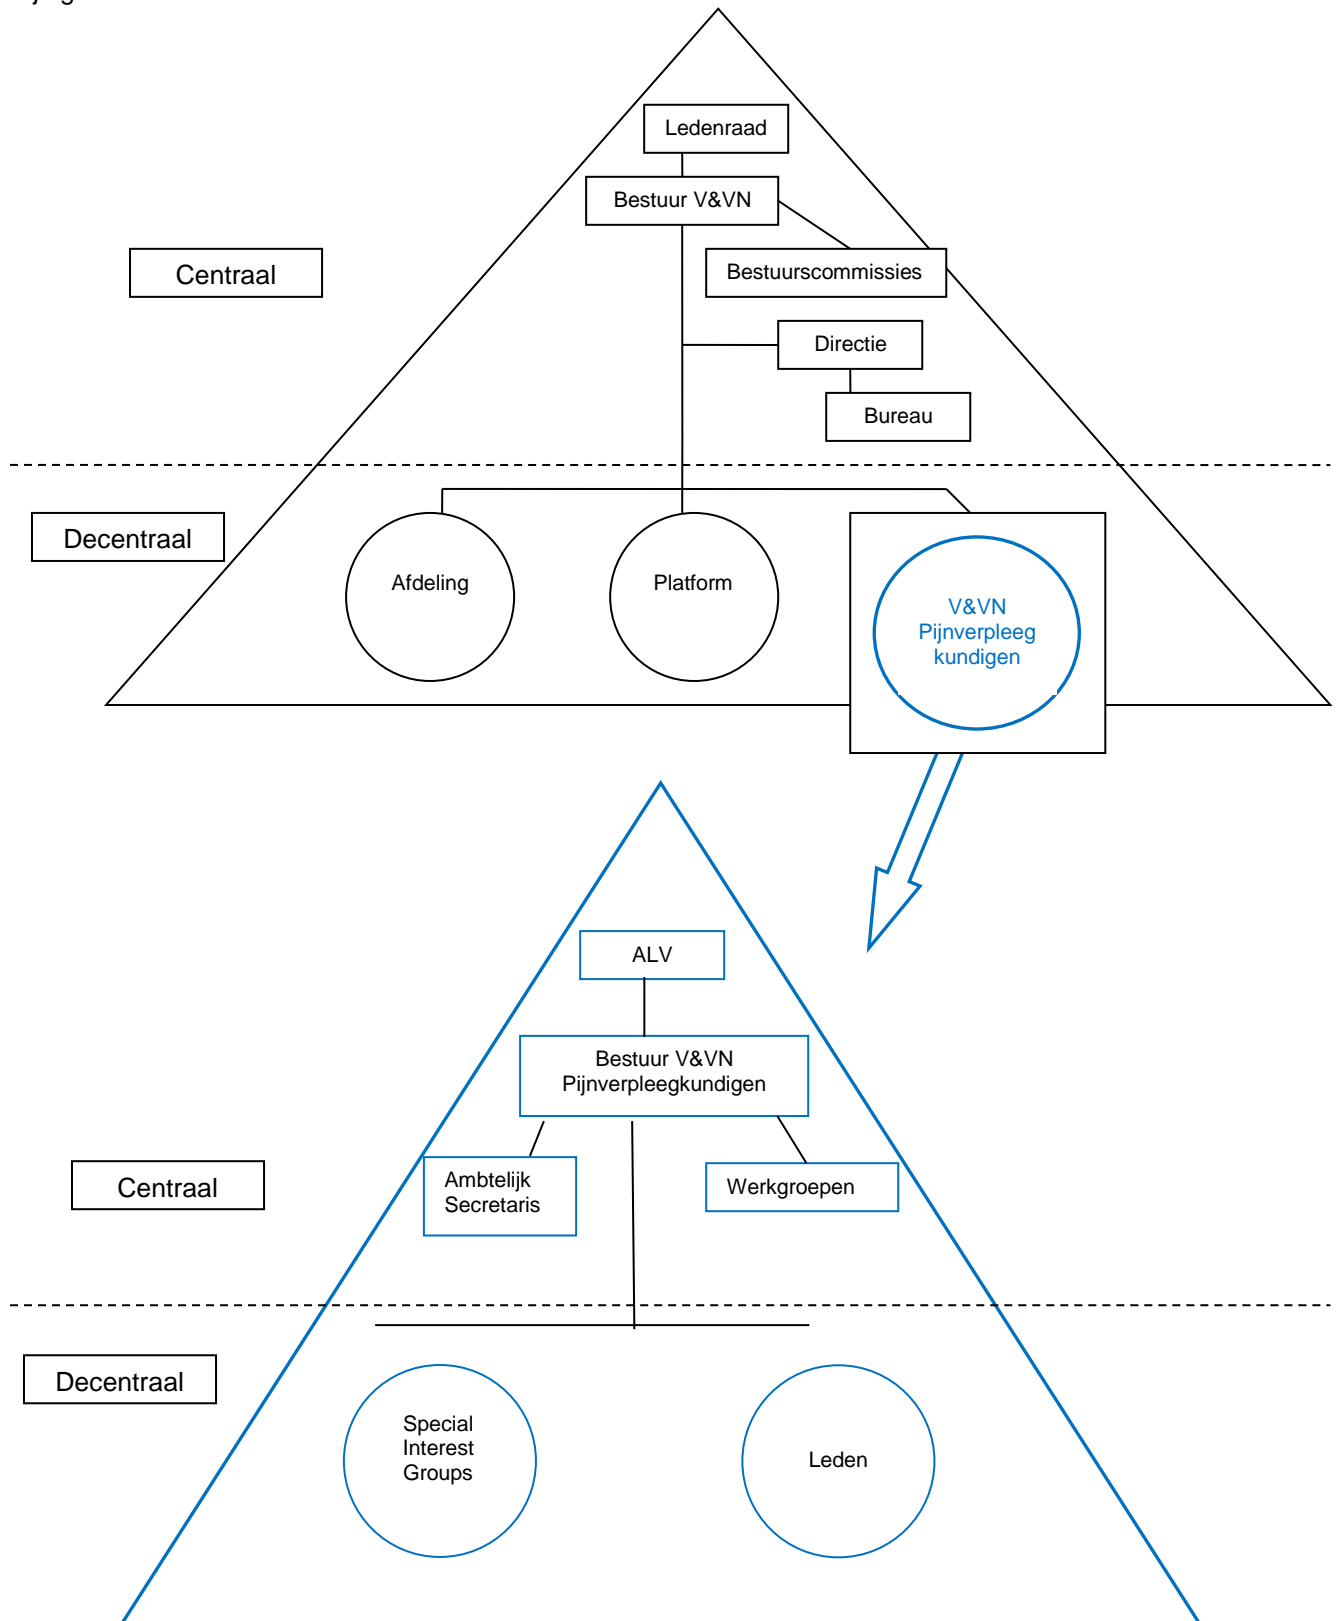 Ledenraad
Bestuur V&VN
Centraal
Bestuurscommissies
Directie
Bureau
Decentraal
Afdeling
Platform
V&VN
Pijnverpleeg
kundigen
ALV
Bestuur V&VN
Pijnverpleegkundigen
Centraal
Ambtelijk
Secretaris
Werkgroepen
Decentraal
Special
Interest
Groups
Leden